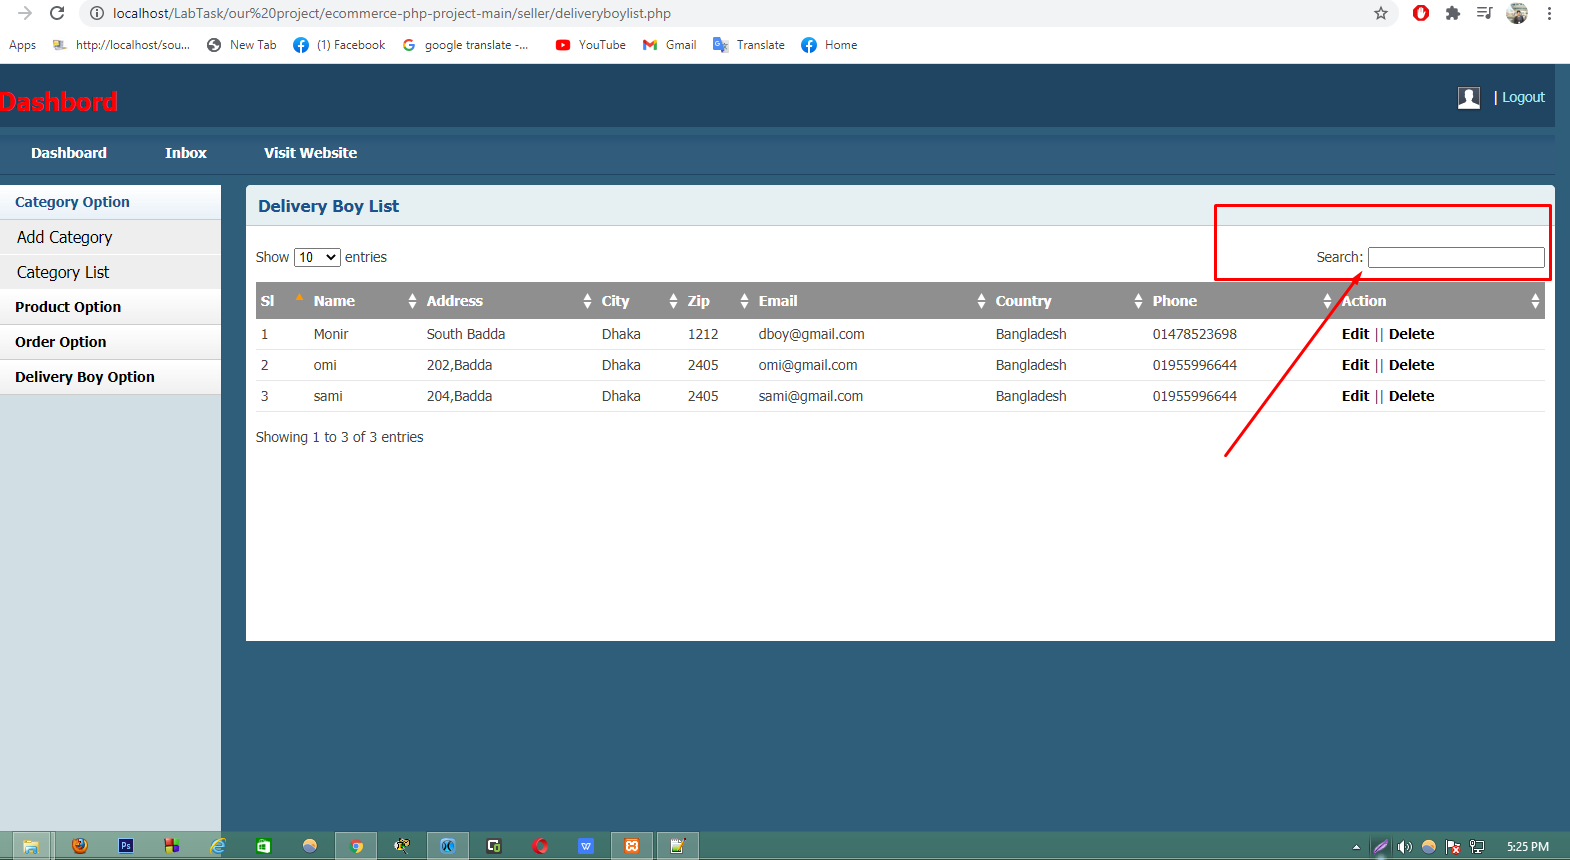 localhost/LabTask/our%20project/ecommerce-php-project-main/seller/deliveryboylist.php
Apps http://localhost/sou... New Tab (1) Facebook google translate -... YouTube Gmail Translate Home
Dashbord
| Logout
Dashboard Inbox Visit Website
Category Option
Add Category
Category List
Product Option
Order Option
Delivery Boy Option
Delivery Boy List
Show 10 entries Search:
Sl Name Address City Zip Email Country Phone Action
1 Monir South Badda Dhaka 1212 dboy@gmail.com Bangladesh 01478523698 Edit || Delete
2 omi 202,Badda Dhaka 2405 omi@gmail.com Bangladesh 01955996644 Edit || Delete
3 sami 204,Badda Dhaka 2405 sami@gmail.com Bangladesh 01955996644 Edit || Delete
Showing 1 to 3 of 3 entries
Ps W 5:25 PM